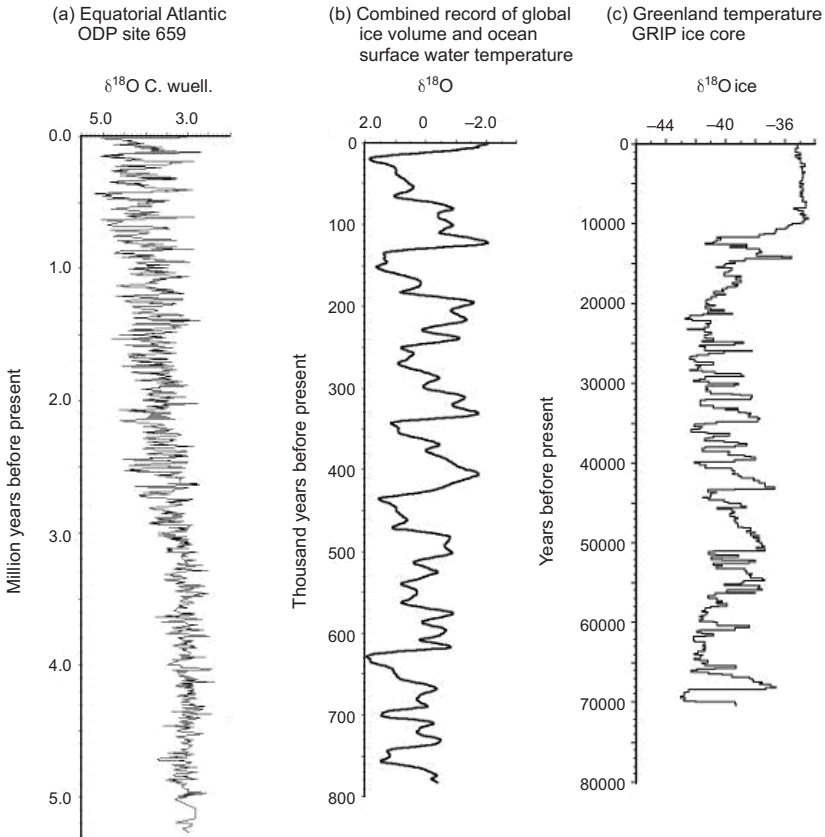 (a) Equatorial Atlantic
ODP site 659
δ¹⁸O C. wuell.
5.0 3.0
0.0
1.0
2.0
3.0
4.0
5.0
Million years before present
(b) Combined record of global
ice volume and ocean
surface water temperature
δ¹⁸O
2.0 0 −2.0
0
100
200
300
400
500
600
700
800
Thousand years before present
(c) Greenland temperature
GRIP ice core
δ¹⁸O ice
−44 −40 −36
0
10000
20000
30000
40000
50000
60000
70000
80000
Years before present